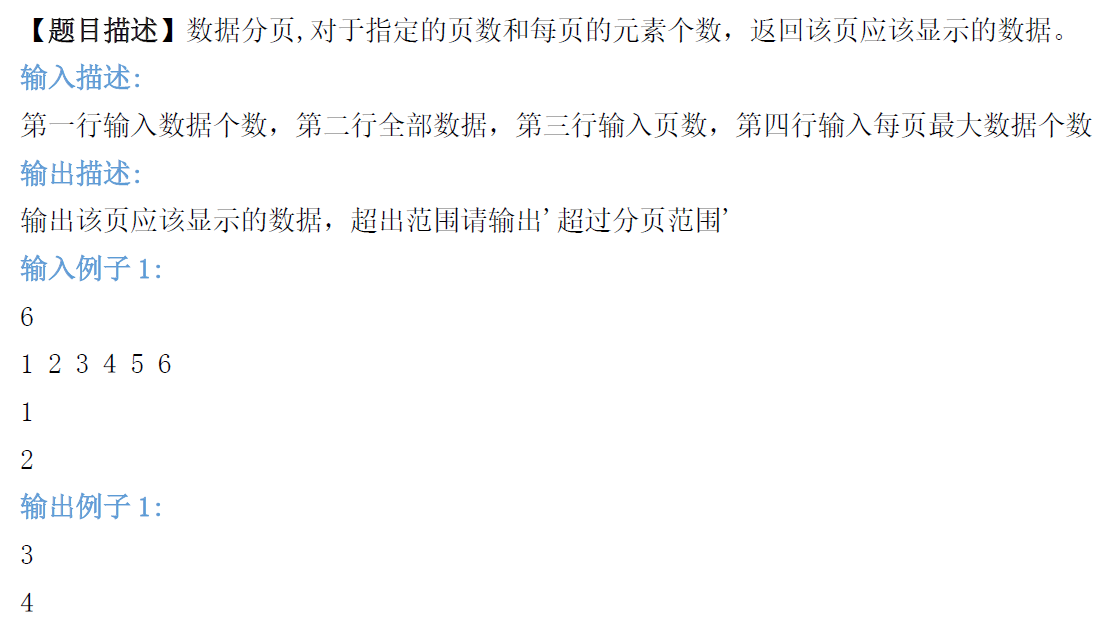 【题目描述】数据分页,对于指定的页数和每页的元素个数，返回该页应该显示的数据。
输入描述:
第一行输入数据个数，第二行全部数据，第三行输入页数，第四行输入每页最大数据个数
输出描述:
输出该页应该显示的数据，超出范围请输出'超过分页范围'
输入例子 1:
6
1 2 3 4 5 6
1
2
输出例子 1:
3
4